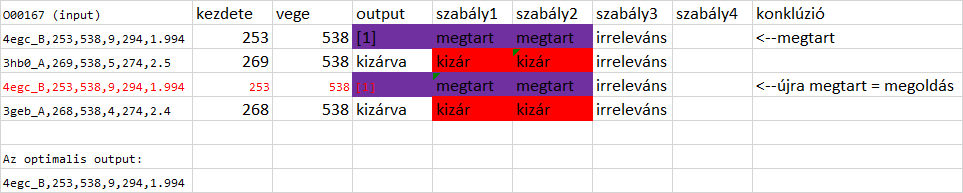 O00167 (input) kezdete vege output szabály1 szabály2 szabály3 szabály4 konklúzió
4egc_B,253,538,9,294,1.994 253 538 [1] megtart megtart irreleváns <--megtart
3hb0_A,269,538,5,274,2.5 269 538 kizárva kizár kizár irreleváns
4egc_B,253,538,9,294,1.994 253 538 [1] megtart megtart irreleváns <--újra megtart = megoldás
3geb_A,268,538,4,274,2.4 268 538 kizárva kizár kizár irreleváns
Az optimalis output:
4egc_B,253,538,9,294,1.994